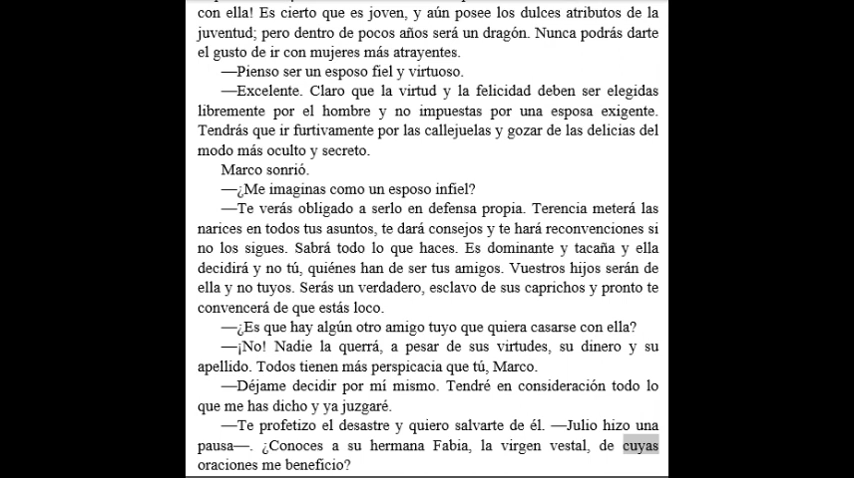 con ella! Es cierto que es joven, y aún posee los dulces atributos de la
juventud; pero dentro de pocos años será un dragón. Nunca podrás darte
el gusto de ir con mujeres más atrayentes.
—Pienso ser un esposo fiel y virtuoso.
—Excelente. Claro que la virtud y la felicidad deben ser elegidas
libremente por el hombre y no impuestas por una esposa exigente.
Tendrás que ir furtivamente por las callejuelas y gozar de las delicias del
modo más oculto y secreto.
Marco sonrió.
—¿Me imaginas como un esposo infiel?
—Te verás obligado a serlo en defensa propia. Terencia meterá las
narices en todos tus asuntos, te dará consejos y te hará reconvenciones si
no los sigues. Sabrá todo lo que haces. Es dominante y tacaña y ella
decidirá y no tú, quiénes han de ser tus amigos. Vuestros hijos serán de
ella y no tuyos. Serás un verdadero, esclavo de sus caprichos y pronto te
convencerá de que estás loco.
—¿Es que hay algún otro amigo tuyo que quiera casarse con ella?
—¡No! Nadie la querrá, a pesar de sus virtudes, su dinero y su
apellido. Todos tienen más perspicacia que tú, Marco.
—Déjame decidir por mí mismo. Tendré en consideración todo lo
que me has dicho y ya juzgaré.
—Te profetizo el desastre y quiero salvarte de él. —Julio hizo una
pausa—. ¿Conoces a su hermana Fabia, la virgen vestal, de cuyas
oraciones me beneficio?